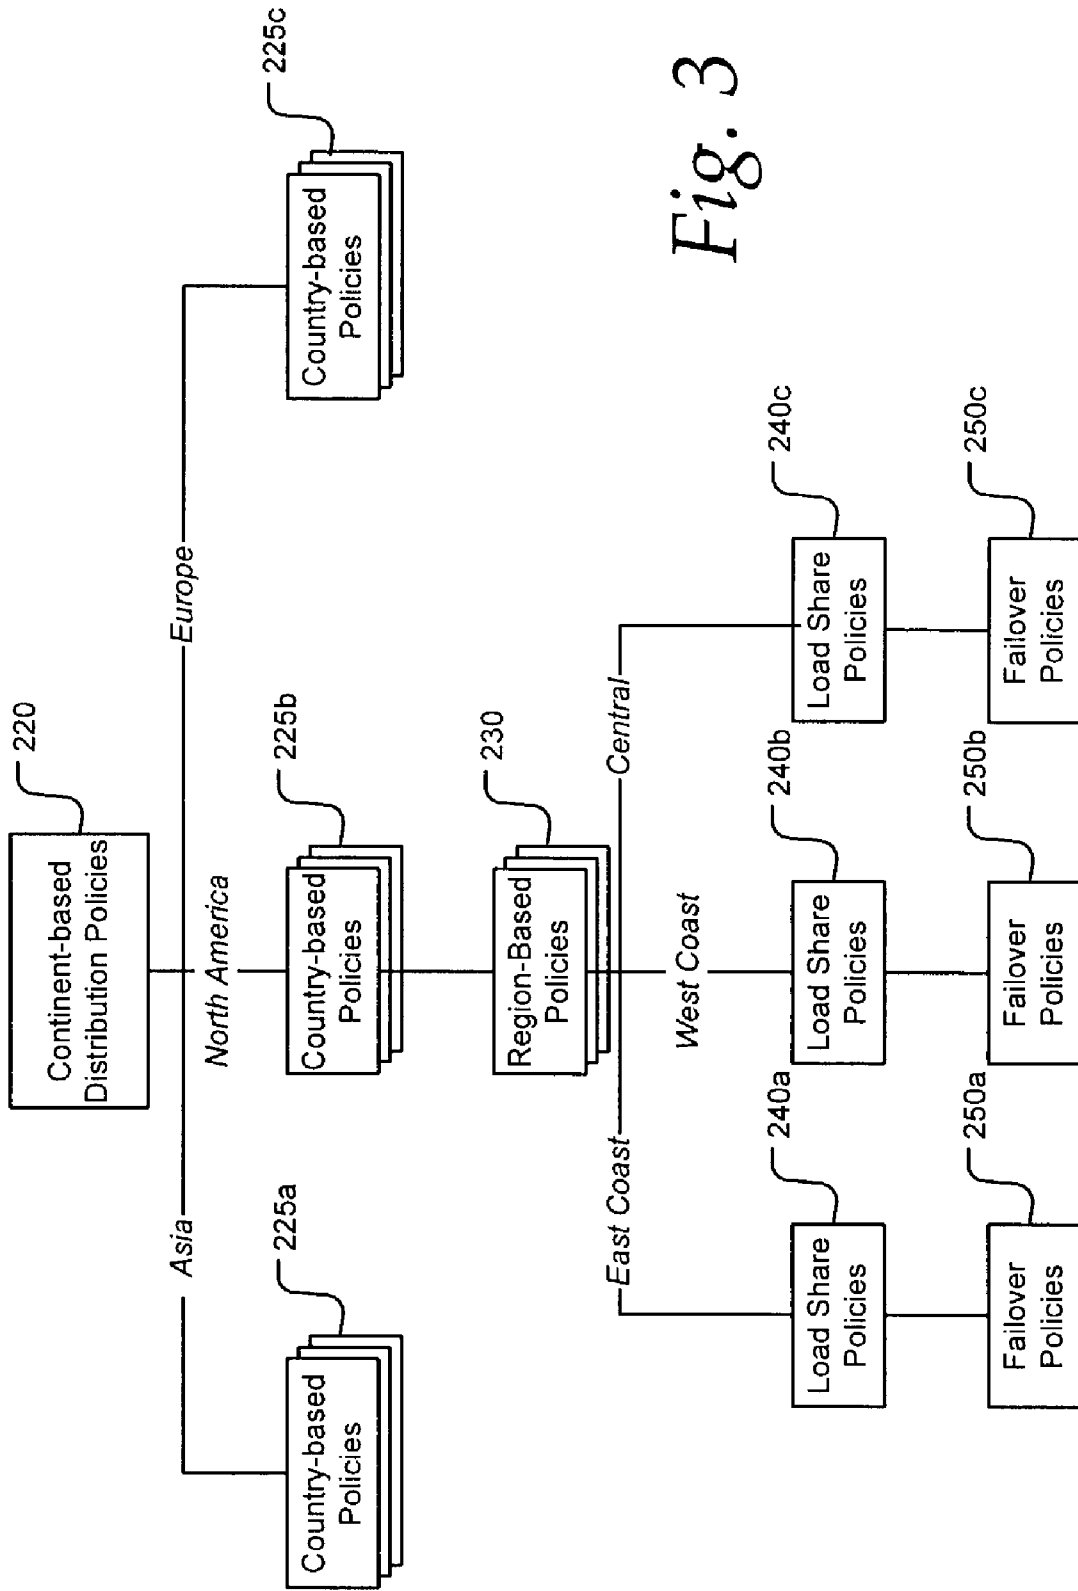 220
Continent-based
Distribution Policies
Asia
North America
Europe
225a
Country-based
Policies
225b
Country-based
Policies
225c
Country-based
Policies
230
Region-Based
Policies
East Coast
West Coast
Central
240a
Load Share
Policies
240b
Load Share
Policies
240c
Load Share
Policies
250a
Failover
Policies
250b
Failover
Policies
250c
Failover
Policies
Fig. 3